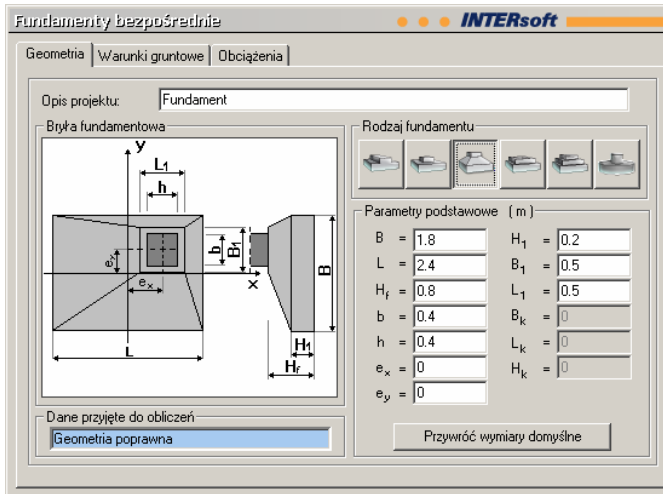 Fundamenty bezpośrednie
INTERsoft
Geometria Warunki gruntowe Obciążenia
Opis projektu: Fundament
Bryła fundamentowa
y
L1
h
ey
b
B1
B
x
ex
L
H1
Hf
Rodzaj fundamentu
Parametry podstawowe (m)
B = 1.8 H1 = 0.2
L = 2.4 B1 = 0.5
Hf = 0.8 L1 = 0.5
b = 0.4 Bk = 0
h = 0.4 Lk = 0
ex = 0 Hk = 0
ey = 0
Dane przyjęte do obliczeń
Geometria poprawna
Przywróć wymiary domyślne